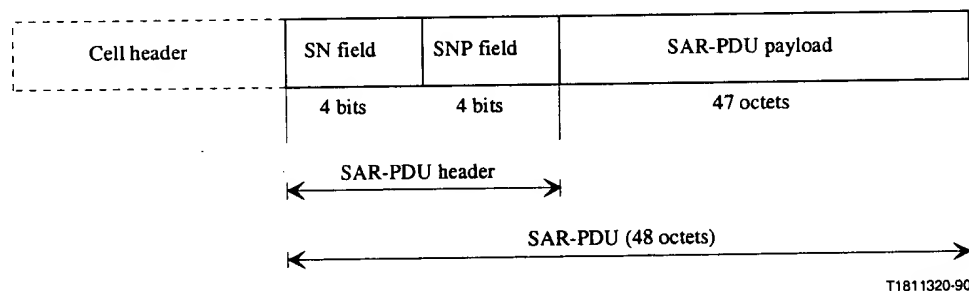 Cell header
SN field
SNP field
SAR-PDU payload
4 bits
4 bits
47 octets
SAR-PDU header
SAR-PDU (48 octets)
T1811320-90